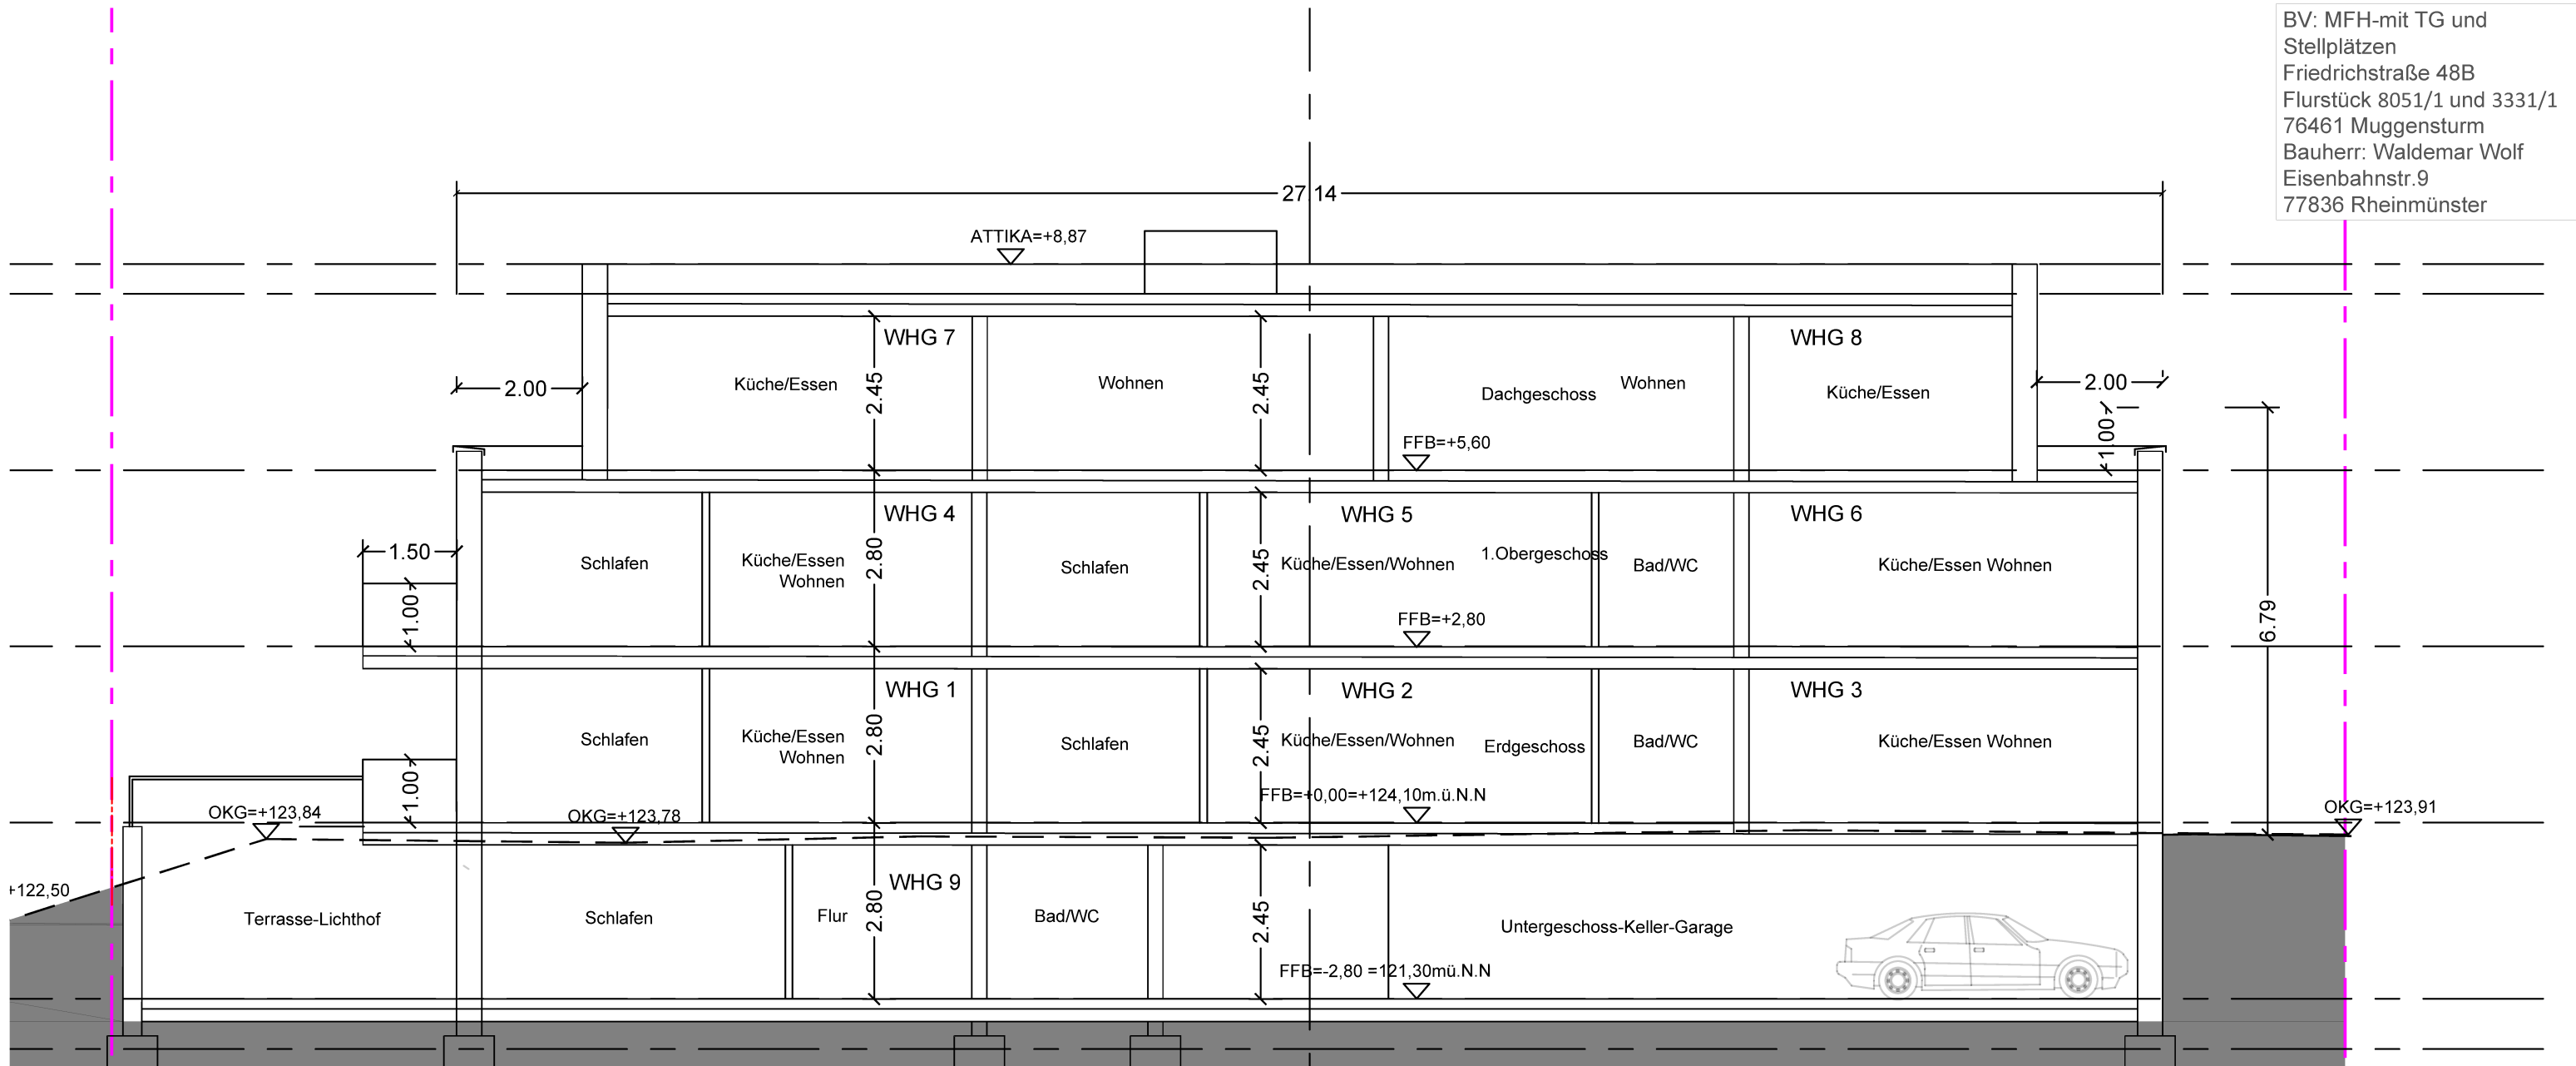 BV: MFH-mit TG und
Stellplätzen
Friedrichstraße 48B
Flurstück 8051/1 und 3331/1
76461 Muggensturm
Bauherr: Waldemar Wolf
Eisenbahnstr.9
77836 Rheinmünster
27.14
ATTIKA=+8,87
WHG 7
WHG 8
2.00
Küche/Essen
2.45
Wohnen
2.45
Dachgeschoss
Wohnen
Küche/Essen
2.00
1.00
FFB=+5,60
WHG 4
WHG 5
WHG 6
1.50
Schlafen
Küche/Essen
Wohnen
2.80
Schlafen
2.45
Küche/Essen/Wohnen
1.Obergeschoss
Bad/WC
Küche/Essen Wohnen
1.00
FFB=+2,80
6.79
WHG 1
WHG 2
WHG 3
Schlafen
Küche/Essen
Wohnen
2.80
Schlafen
2.45
Küche/Essen/Wohnen
Erdgeschoss
Bad/WC
Küche/Essen Wohnen
1.00
OKG=+123,84
OKG=+123,78
FFB=+0,00=+124,10m.ü.N.N
OKG=+123,91
+122,50
WHG 9
Terrasse-Lichthof
Schlafen
Flur
2.80
Bad/WC
2.45
Untergeschoss-Keller-Garage
FFB=-2,80 =121,30mü.N.N